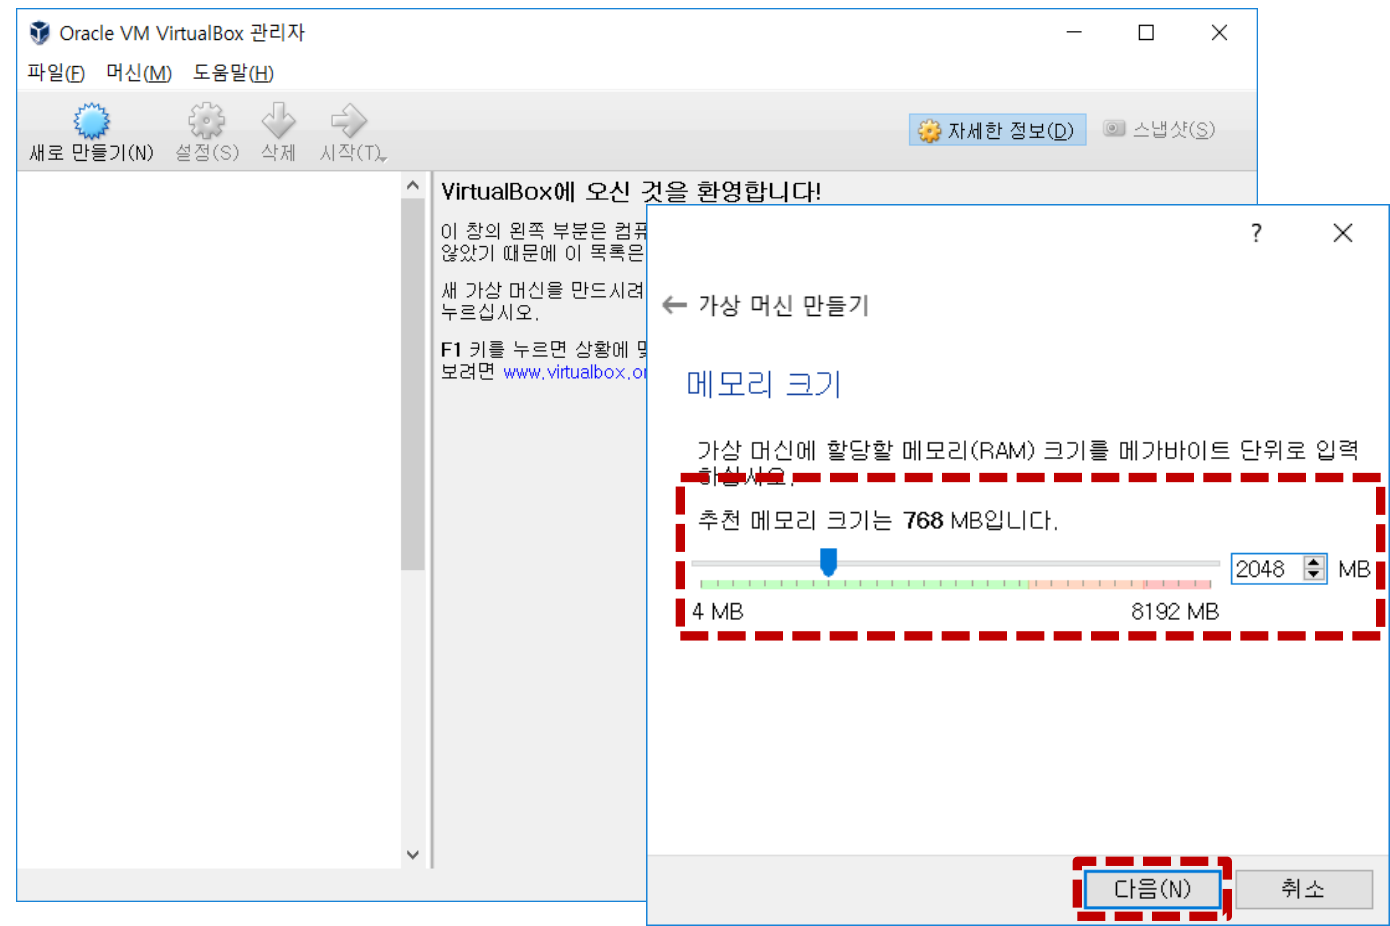 Oracle VM VirtualBox 관리자
파일(F) 머신(M) 도움말(H)
새로 만들기(N) 설정(S) 삭제 시작(T)
자세한 정보(D) 스냅샷(S)
VirtualBox에 오신 것을 환영합니다!
이 창의 왼쪽 부분은 컴퓨
않았기 때문에 이 목록은
새 가상 머신을 만드시려
누르십시오.
F1 키를 누르면 상황에 맞
보려면 www.virtualbox.or
? ×
← 가상 머신 만들기
메모리 크기
가상 머신에 할당할 메모리(RAM) 크기를 메가바이트 단위로 입력
하십시오.
추천 메모리 크기는 768 MB입니다.
2048 MB
4 MB 8192 MB
다음(N) 취소